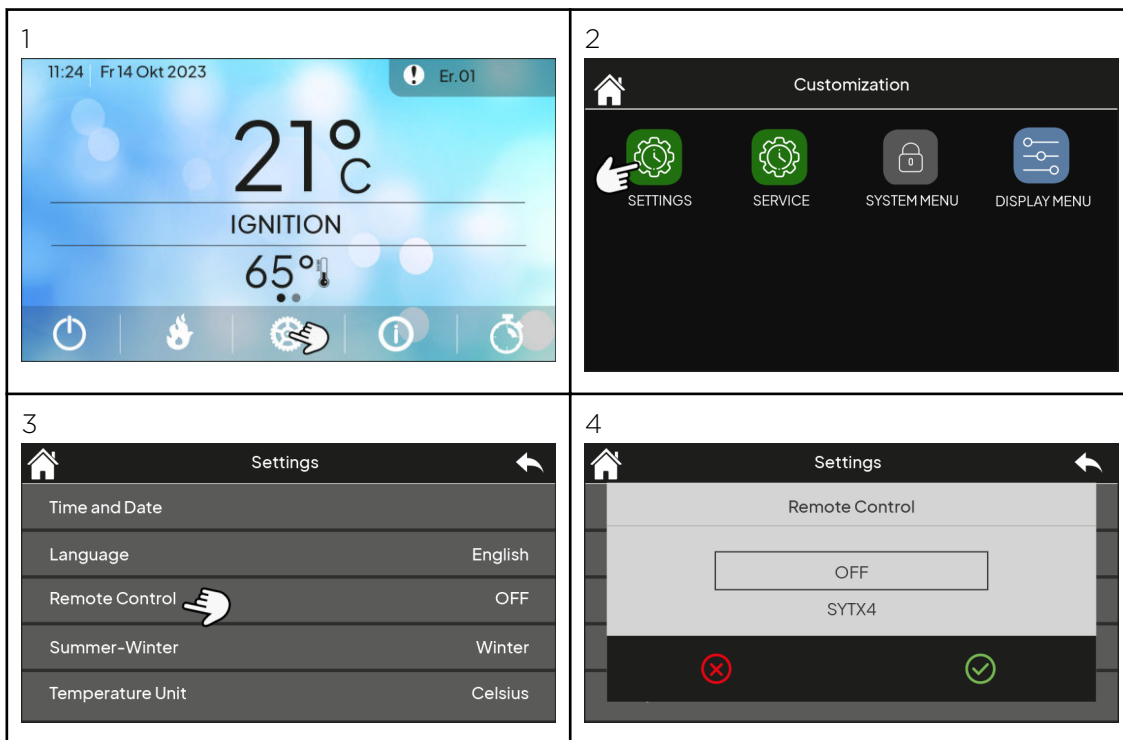 1
11:24 Fr 14 Okt 2023
! Er.01
21°C
IGNITION
65°
2
Customization
SETTINGS SERVICE SYSTEM MENU DISPLAY MENU
3
Settings
Time and Date
Language English
Remote Control OFF
Summer-Winter Winter
Temperature Unit Celsius
4
Settings
Remote Control
OFF
SYTX4